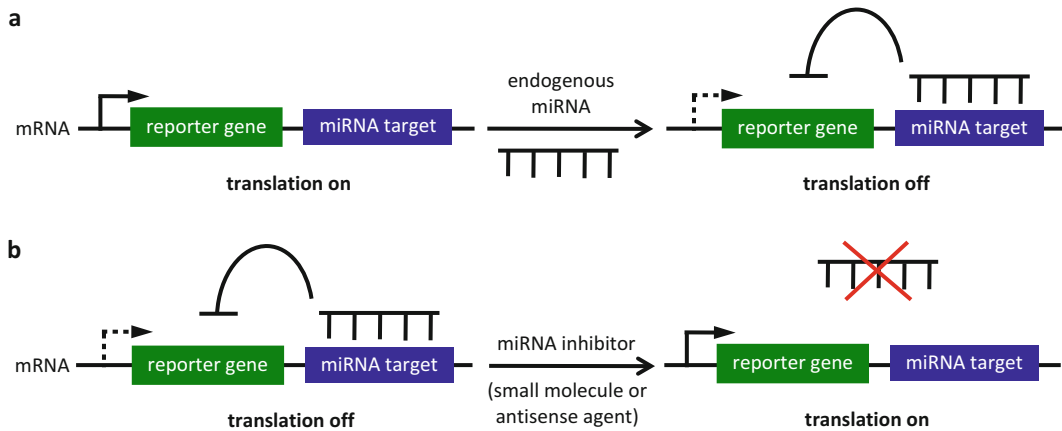 a
endogenous
miRNA
mRNA reporter gene miRNA target reporter gene miRNA target
translation on translation off
b
mRNA reporter gene miRNA target miRNA inhibitor reporter gene miRNA target
(small molecule or
antisense agent)
translation off translation on